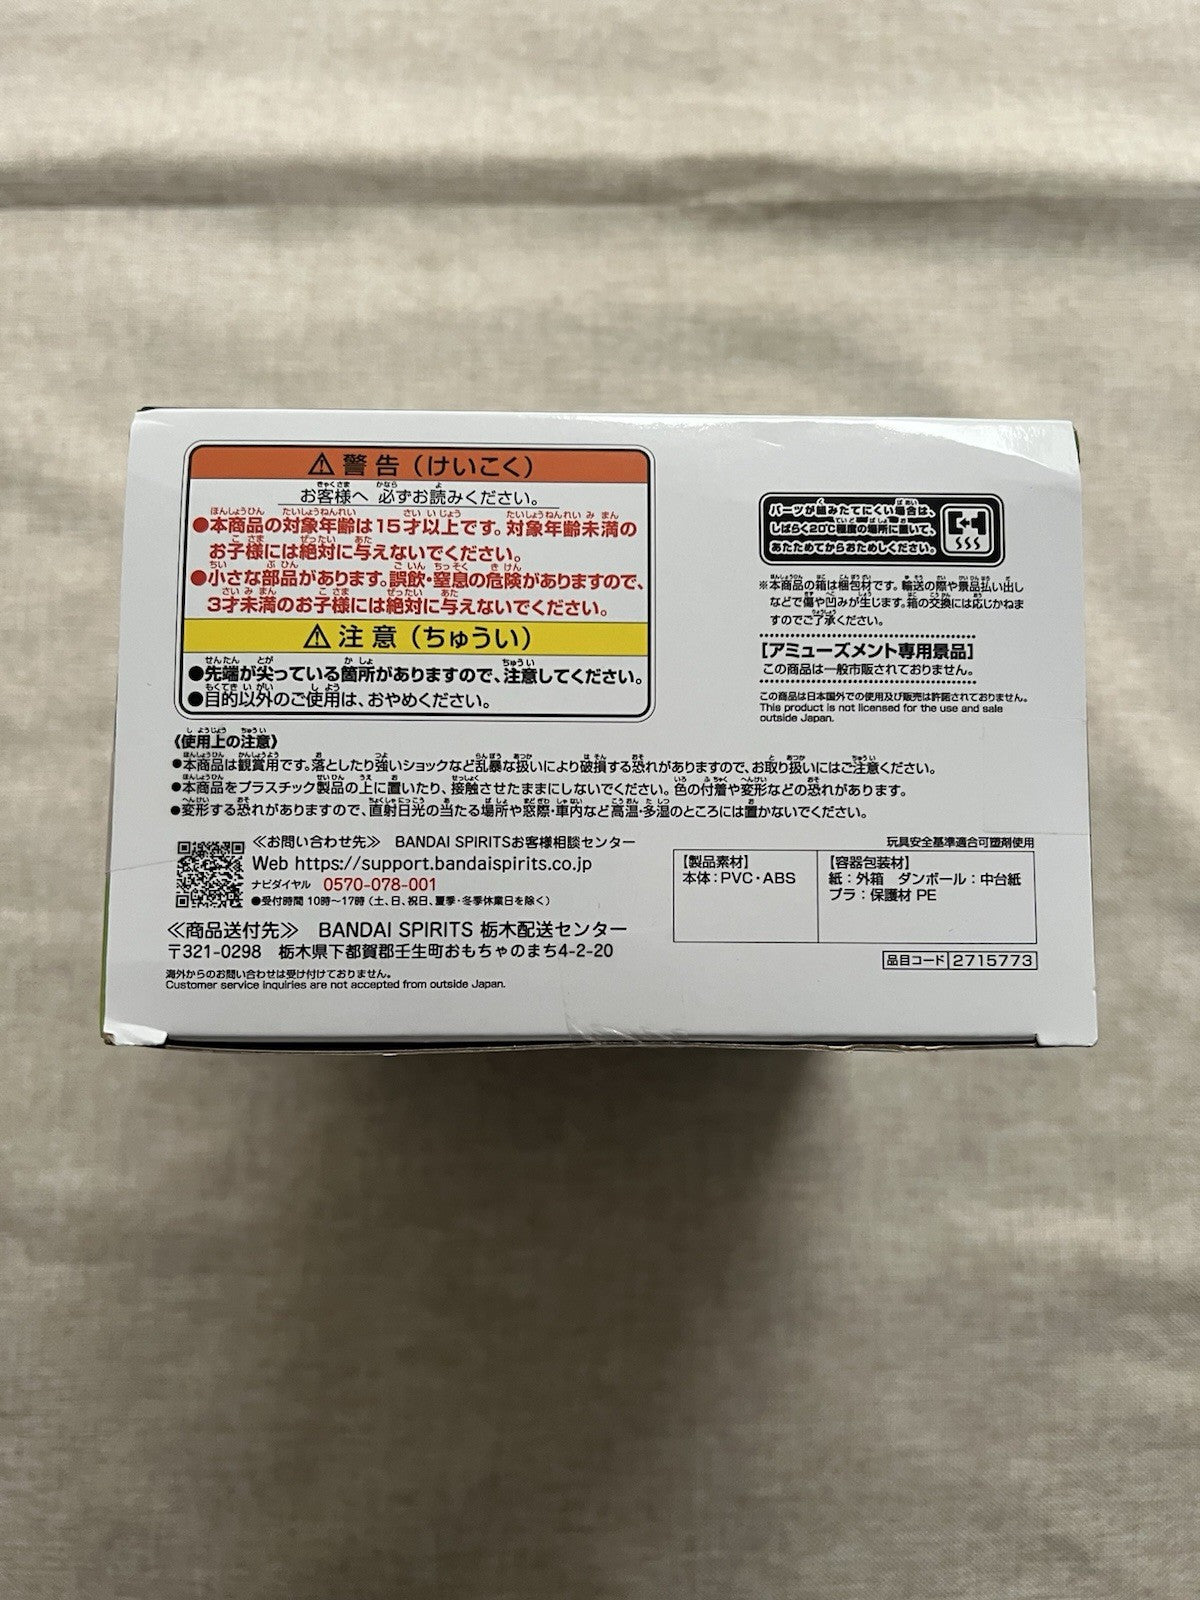 ⚠警告（けいこく）
お客様へ 必ずお読みください。
●本商品の対象年齢は15才以上です。対象年齢未満の
お子様には絶対に与えないでください。
●小さな部品があります。誤飲・窒息の危険がありますので、
3才未満のお子様には絶対に与えないでください。
⚠注意（ちゅうい）
●先端が尖っている箇所がありますので、注意してください。
●目的以外のご使用は、おやめください。
パーツが組みたてにくい場合は、
しばらく20℃程度の場所に置いて、
あたためてからおためしください。
※本商品の箱は梱包材です。輸送の際や景品払い出し
などで傷や凹みが生じます。箱の交換には応じかねま
すのでご了承ください。
【アミューズメント専用景品】
この商品は一般市販されておりません。
この商品は日本国外での使用及び販売は許諾されておりません。
This product is not licensed for the use and sale
outside Japan.
《使用上の注意》
●本商品は観賞用です。落としたり強いショックなど乱暴な扱いにより破損する恐れがありますので、お取り扱いにはご注意ください。
●本商品をプラスチック製品の上に置いたり、接触させたままにしないでください。色の付着や変形などの恐れがあります。
●変形する恐れがありますので、直射日光の当たる場所や窓際・車内など高温・多湿のところには置かないでください。
≪お問い合わせ先≫ BANDAI SPIRITSお客様相談センター
Web https://support.bandaispirits.co.jp
ナビダイヤル 0570-078-001
●受付時間 10時〜17時（土、日、祝日、夏季・冬季休業日を除く）
≪商品送付先≫ BANDAI SPIRITS 栃木配送センター
〒321-0298 栃木県下都賀郡壬生町おもちゃのまち4-2-20
海外からのお問い合わせは受け付けておりません。
Customer service inquiries are not accepted from outside Japan.
玩具安全基準適合可塑剤使用
【製品素材】
本体：PVC・ABS
【容器包装材】
紙：外箱 ダンボール：中台紙
プラ：保護材 PE
品目コード 2715773